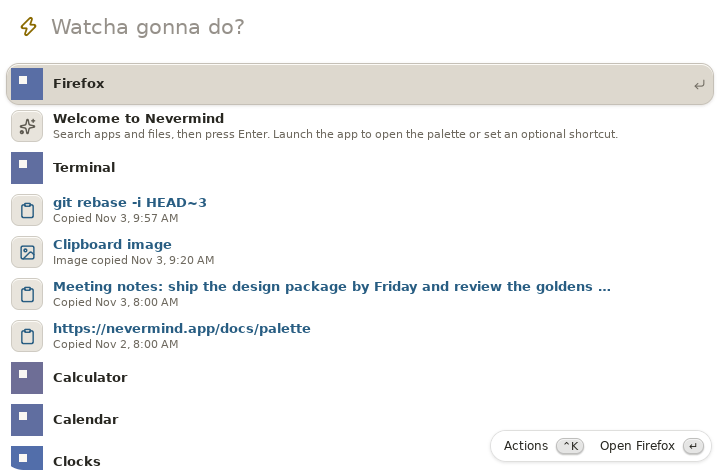 Watcha gonna do?
Firefox
Welcome to Nevermind
Search apps and files, then press Enter. Launch the app to open the palette or set an optional shortcut.
Terminal
git rebase -i HEAD~3
Copied Nov 3, 9:57 AM
Clipboard image
Image copied Nov 3, 9:20 AM
Meeting notes: ship the design package by Friday and review the goldens ...
Copied Nov 3, 8:00 AM
https://nevermind.app/docs/palette
Copied Nov 2, 8:00 AM
Calculator
Calendar
Actions ^K Open Firefox ↵
Clocks